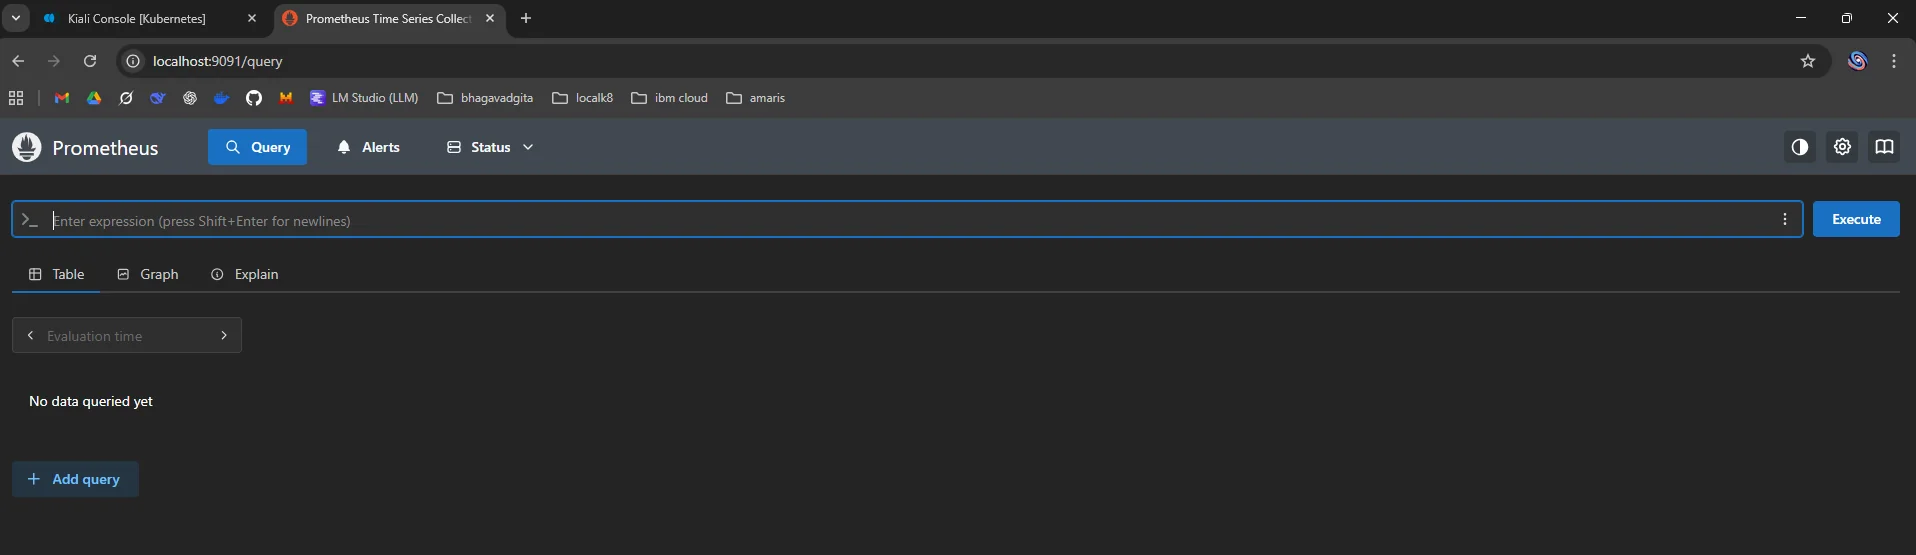 Kiali Console [Kubernetes]
Prometheus Time Series Collect
localhost:9091/query
LM Studio (LLM)
bhagavadgita
localk8
ibm cloud
amaris
Prometheus
Query
Alerts
Status
Enter expression (press Shift+Enter for newlines)
Execute
Table
Graph
Explain
Evaluation time
No data queried yet
Add query